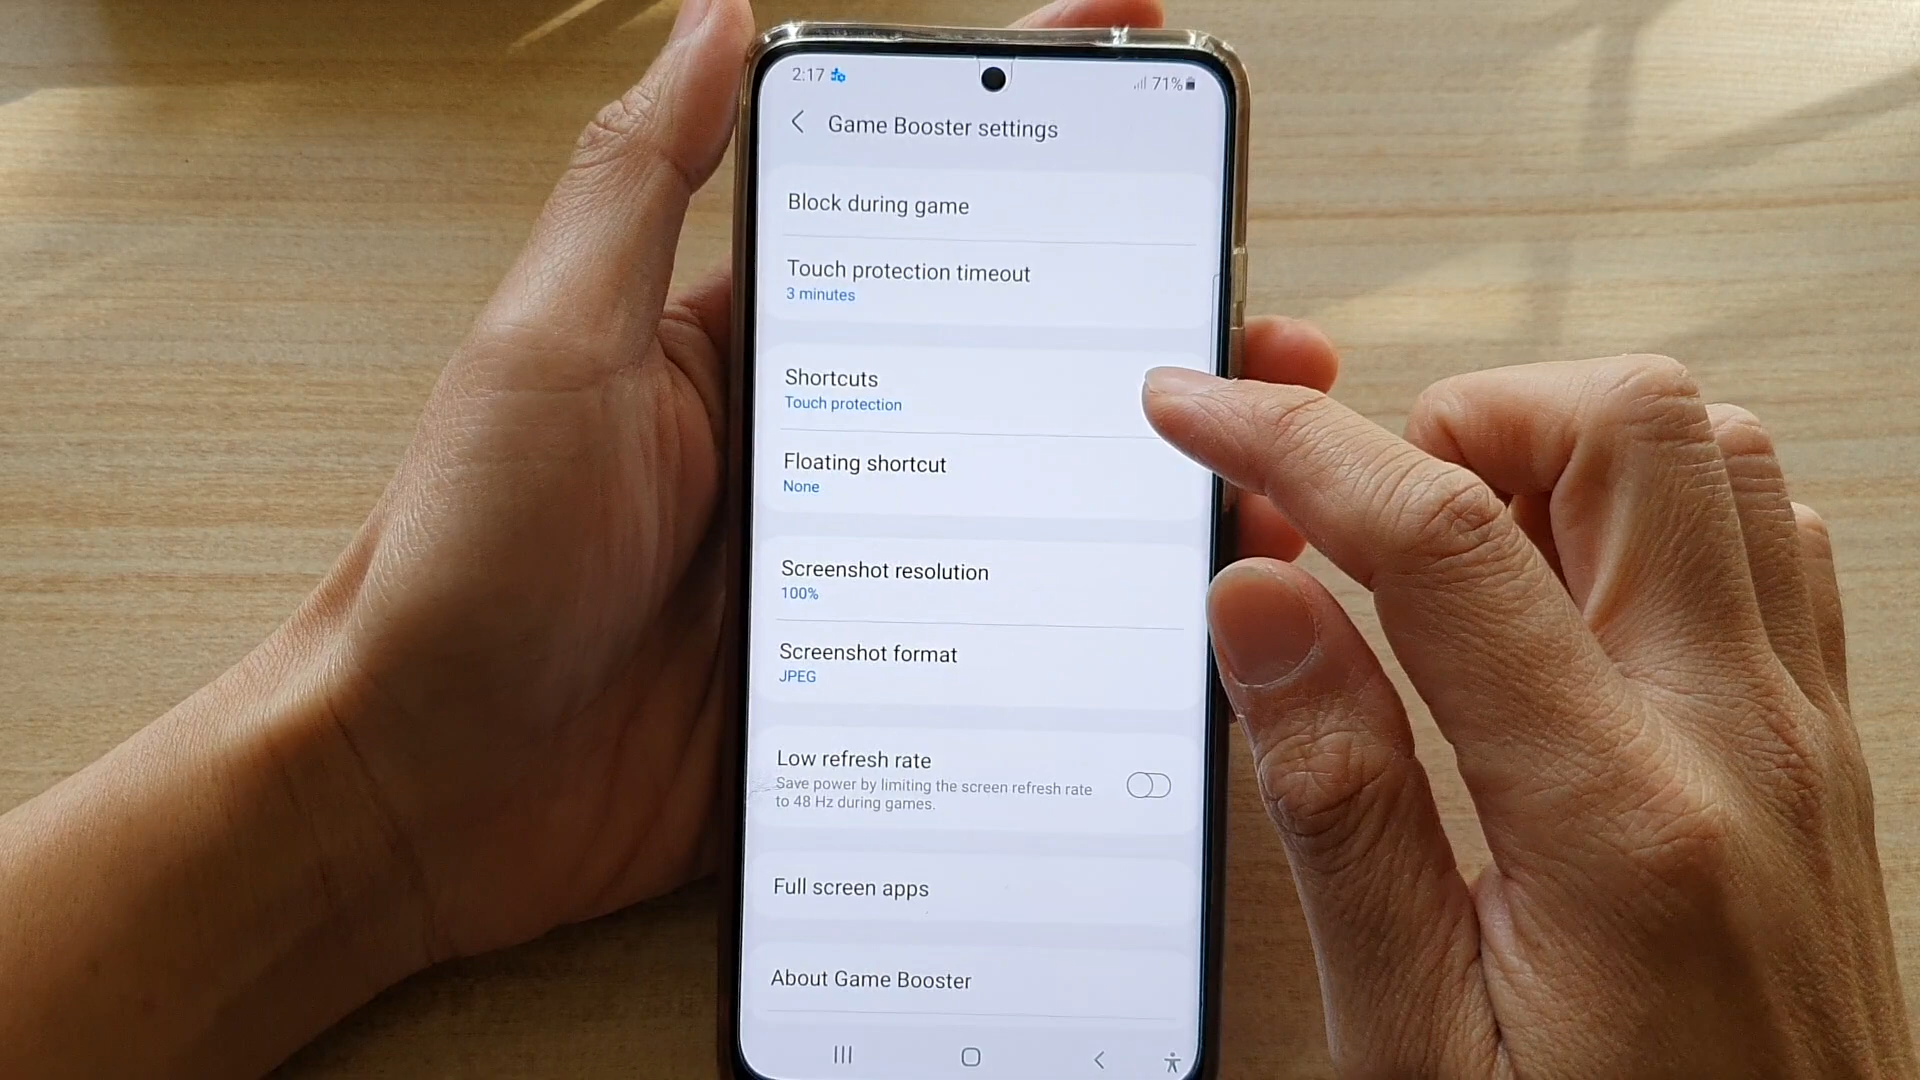 2:17
71%
Game Booster settings
Block during game
Touch protection timeout
3 minutes
Shortcuts
Touch protection
Floating shortcut
None
Screenshot resolution
100%
Screenshot format
JPEG
Low refresh rate
Save power by limiting the screen refresh rate
to 48 Hz during games.
Full screen apps
About Game Booster